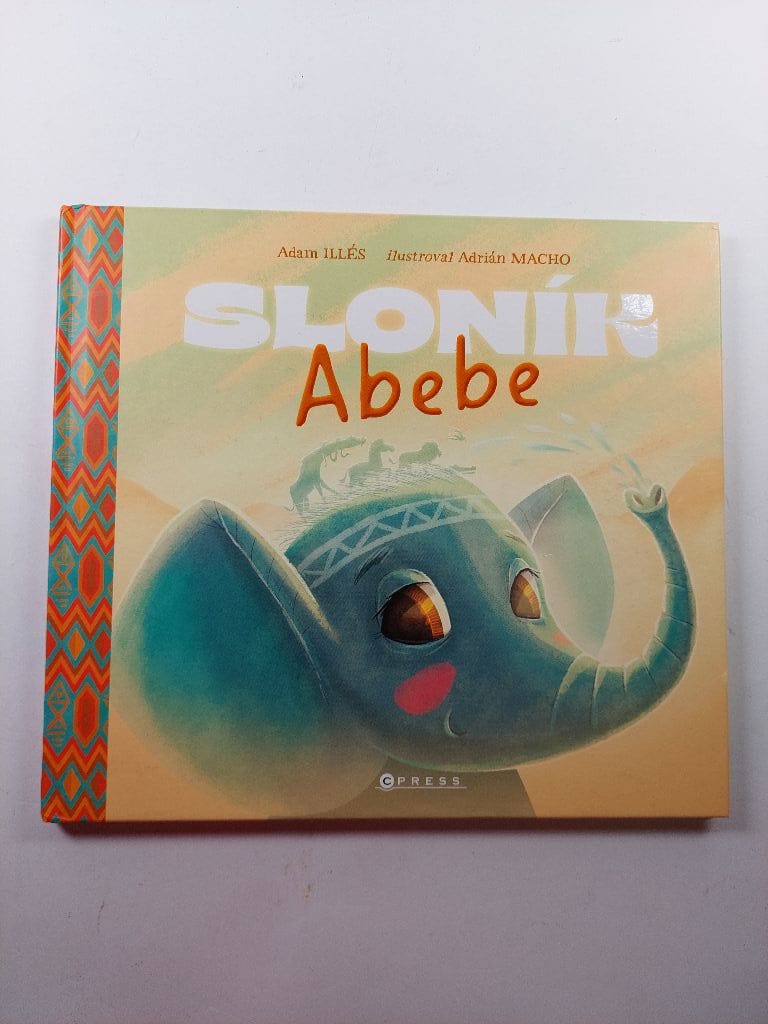 Adam ILLÉS ilustroval Adrián MACHO
SLONÍK
Abebe
CPRESS